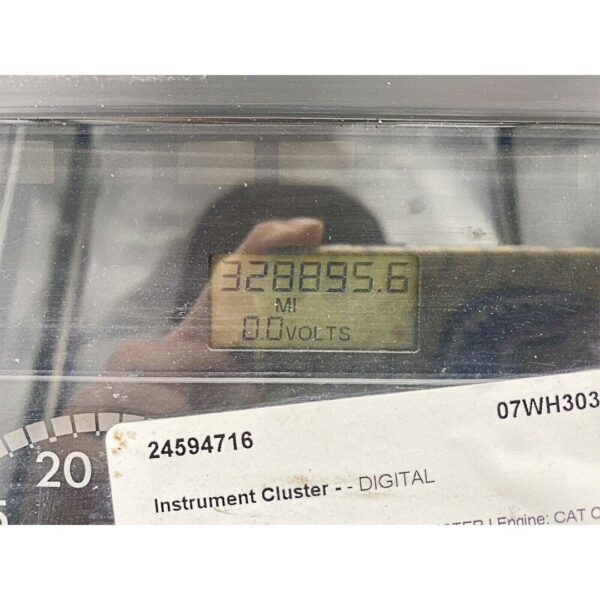 328895.6
MI
0.0VOLTS
20
24594716
07WH303
Instrument Cluster - - DIGITAL
Engine: CAT